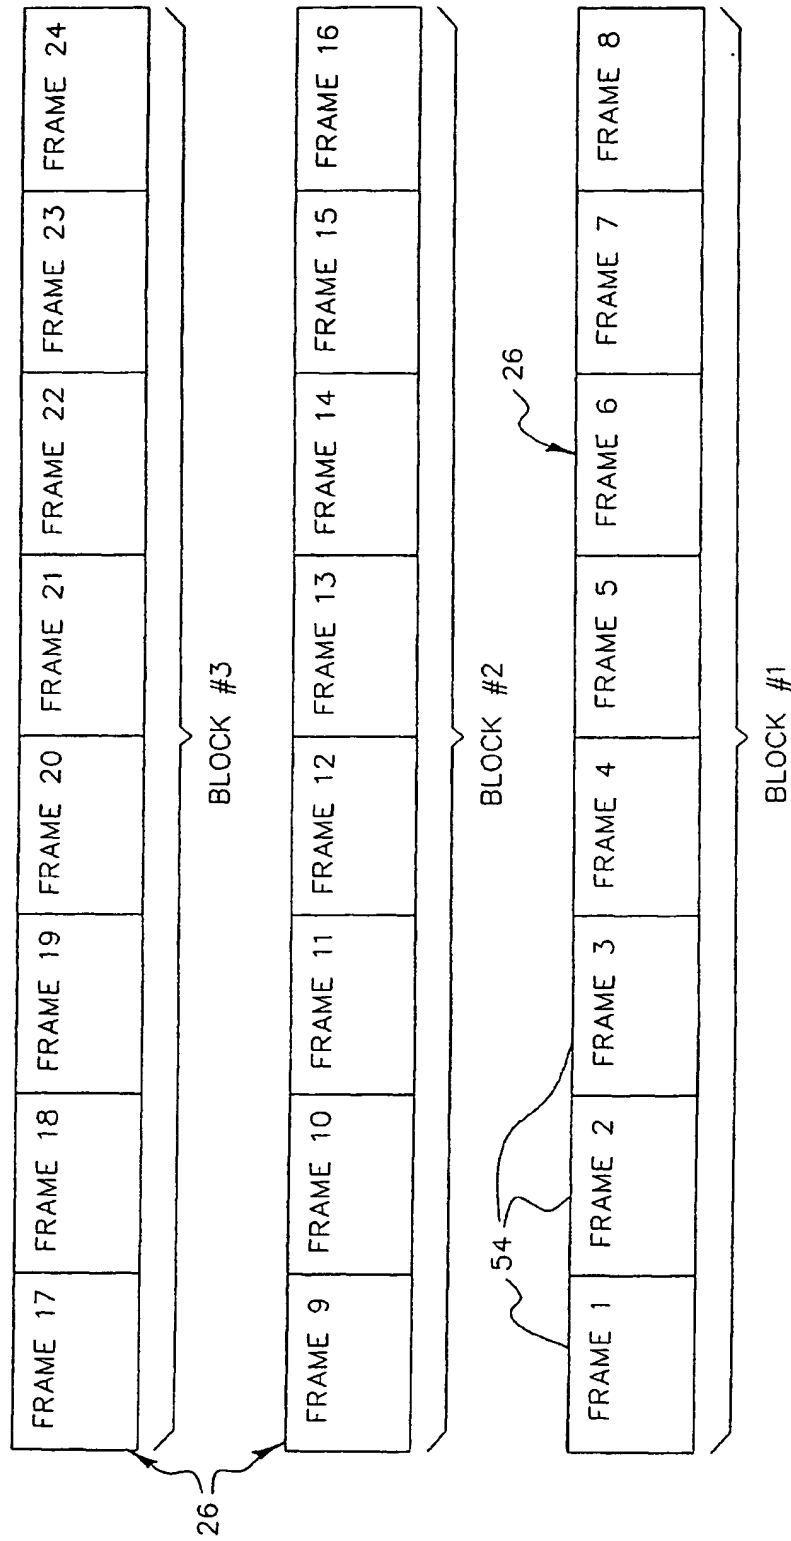 FRAME 17
FRAME 18
FRAME 19
FRAME 20
FRAME 21
FRAME 22
FRAME 23
FRAME 24
BLOCK #3
26
FRAME 9
FRAME 10
FRAME 11
FRAME 12
FRAME 13
FRAME 14
FRAME 15
FRAME 16
BLOCK #2
54
26
FRAME 1
FRAME 2
FRAME 3
FRAME 4
FRAME 5
FRAME 6
FRAME 7
FRAME 8
BLOCK #1